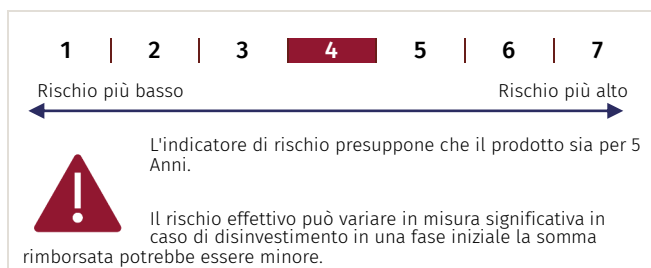 1 | 2 | 3 | 4 | 5 | 6 | 7
Rischio più basso Rischio più alto
L'indicatore di rischio presuppone che il prodotto sia per 5
Anni.
Il rischio effettivo può variare in misura significativa in
caso di disinvestimento in una fase iniziale la somma
rimborsata potrebbe essere minore.